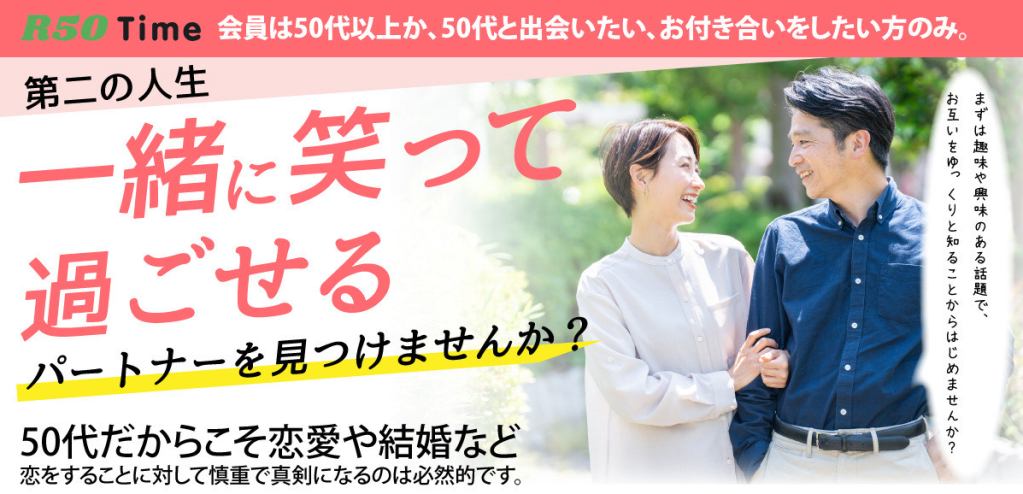 R50 Time 会員は50代以上か、50代と出会いたい、お付き合いをしたい方のみ。
第二の人生
一緒に笑って
過ごせる
パートナーを見つけませんか？
50代だからこそ恋愛や結婚など
恋をすることに対して慎重で真剣になるのは必然的です。
まずは趣味や興味のある話題で、
お互いをゆっくりと知ることからはじめませんか？